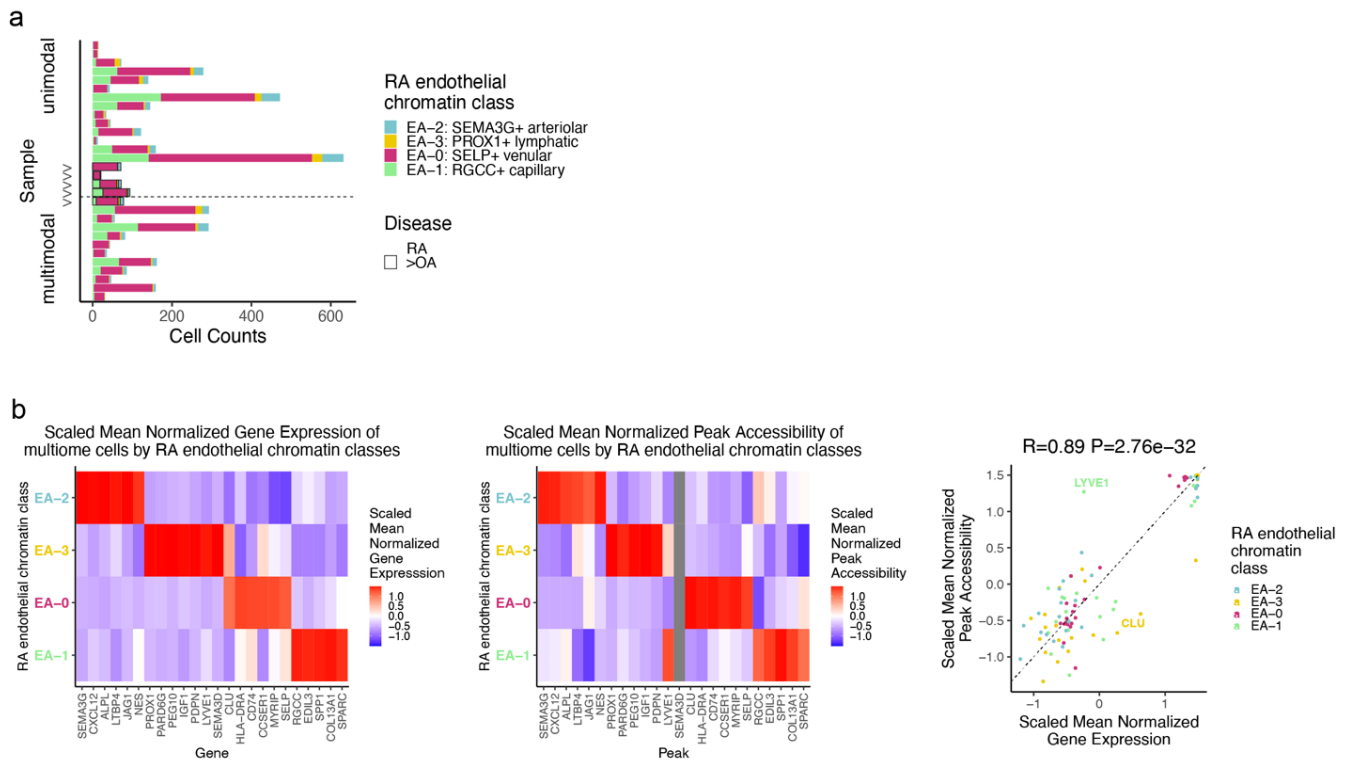 a
unimodal
Sample
multimodal
0
200
400
600
Cell Counts
RA endothelial
chromatin class
EA-2: SEMA3G+ arteriolar
EA-3: PROX1+ lymphatic
EA-0: SELP+ venular
EA-1: RGCC+ capillary
Disease
RA
>OA
b
Scaled Mean Normalized Gene Expression of
multiome cells by RA endothelial chromatin classes
RA endothelial chromatin class
EA-2
EA-3
EA-0
EA-1
SEMA3G
CXCL12
ALPL
LTBP4
JAG1
NES
PROX1
PARD6G
PEG10
IGF1
PDPN
LYVE1
SEMA3D
CLU
HLA-DRA
CD74
CCSER1
MYRIP
SELP
RGCC
EDIL3
SPP1
COL13A1
SPARC
Gene
Scaled
Mean
Normalized
Gene
Expresssion
1.0
0.5
0.0
-0.5
-1.0
Scaled Mean Normalized Peak Accessibility of
multiome cells by RA endothelial chromatin classes
RA endothelial chromatin class
EA-2
EA-3
EA-0
EA-1
SEMA3G
CXCL12
ALPL
LTBP4
JAG1
NES
PROX1
PARD6G
PEG10
IGF1
PDPN
LYVE1
SEMA3D
CLU
HLA-DRA
CD74
CCSER1
MYRIP
SELP
RGCC
EDIL3
SPP1
COL13A1
SPARC
Peak
Scaled
Mean
Normalized
Peak
Accessibility
1.0
0.5
0.0
-0.5
-1.0
R=0.89 P=2.76e-32
Scaled Mean Normalized
Peak Accessibility
1.5
1.0
0.5
0.0
-0.5
-1.0
LYVE1
CLU
-1
0
1
Scaled Mean Normalized
Gene Expression
RA endothelial
chromatin
class
EA-2
EA-3
EA-0
EA-1